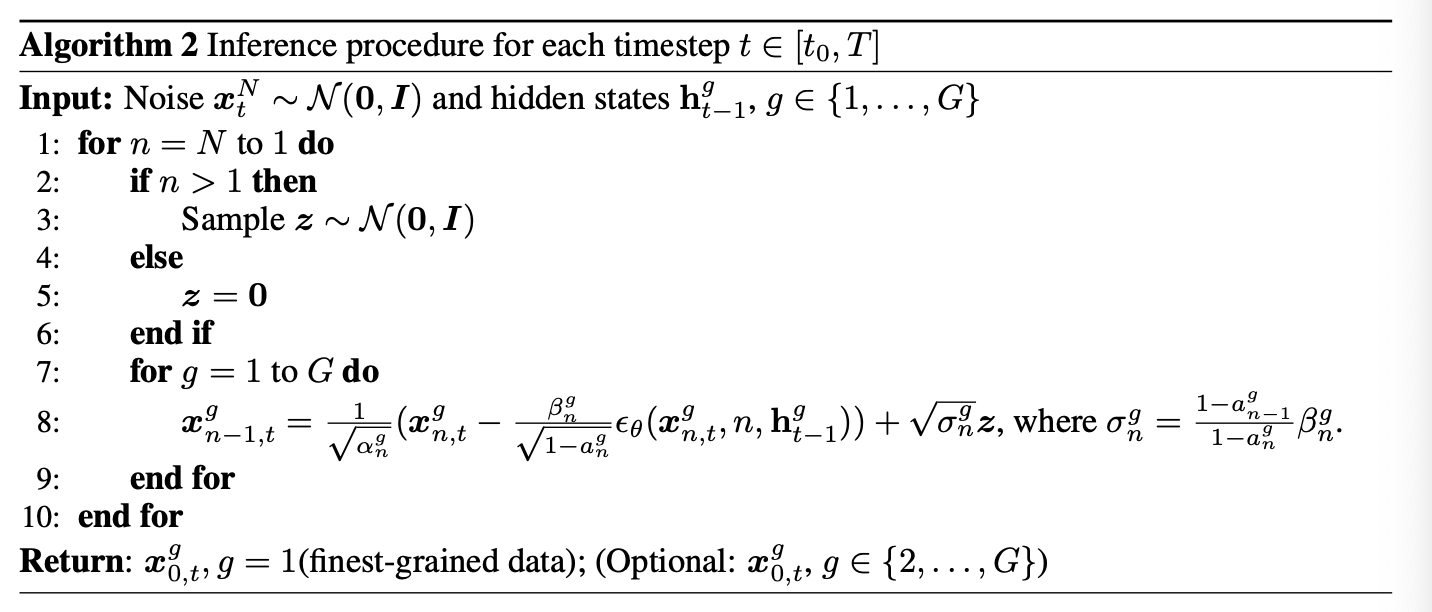 Algorithm 2 Inference procedure for each timestep $t \in [t_0, T]$
Input: Noise $\boldsymbol{x}_t^N \sim \mathcal{N}(\mathbf{0}, \boldsymbol{I})$ and hidden states $\mathbf{h}_{t-1}^g, g \in \{1, \ldots, G\}$
1: for $n = N$ to 1 do
2: if $n > 1$ then
3: Sample $\boldsymbol{z} \sim \mathcal{N}(\mathbf{0}, \boldsymbol{I})$
4: else
5: $\boldsymbol{z} = \mathbf{0}$
6: end if
7: for $g = 1$ to $G$ do
8: $\boldsymbol{x}_{n-1,t}^g = \frac{1}{\sqrt{\alpha_n^g}}(\boldsymbol{x}_{n,t}^g - \frac{\beta_n^g}{\sqrt{1-a_n^g}}\epsilon_\theta(\boldsymbol{x}_{n,t}^g, n, \mathbf{h}_{t-1}^g)) + \sqrt{\sigma_n^g}\boldsymbol{z}$, where $\sigma_n^g = \frac{1-a_{n-1}^g}{1-a_n^g}\beta_n^g$.
9: end for
10: end for
Return: $\boldsymbol{x}_{0,t}^g, g = 1$(finest-grained data); (Optional: $\boldsymbol{x}_{0,t}^g, g \in \{2, \ldots, G\}$)